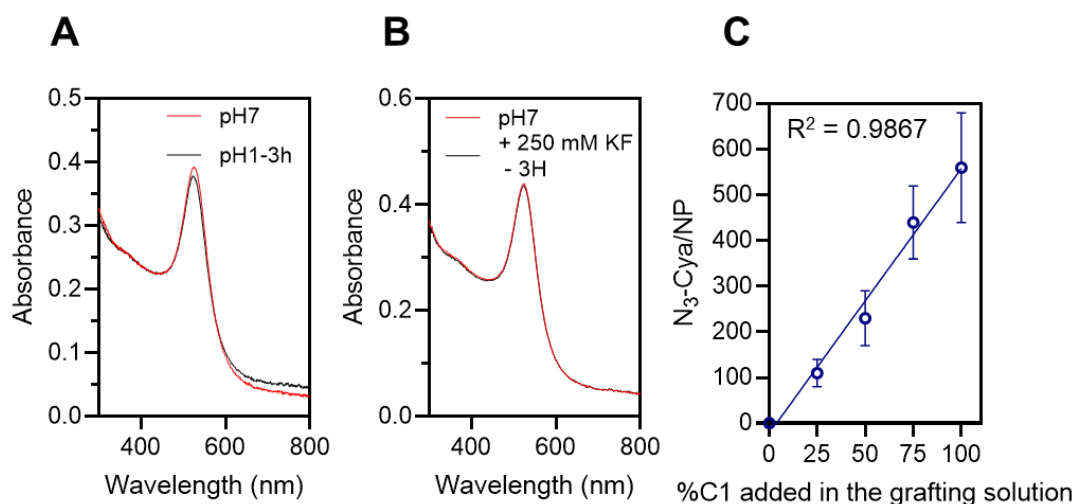 A
0.5
0.4
0.3
0.2
0.1
0.0
Absorbance
400
600
800
Wavelength (nm)
pH7
pH1-3h
B
0.6
0.4
0.2
0.0
Absorbance
400
600
800
Wavelength (nm)
pH7
+ 250 mM KF
- 3H
C
700
600
500
400
300
200
100
0
N₃-Cya/NP
R² = 0.9867
0
25
50
75
100
%C1 added in the grafting solution